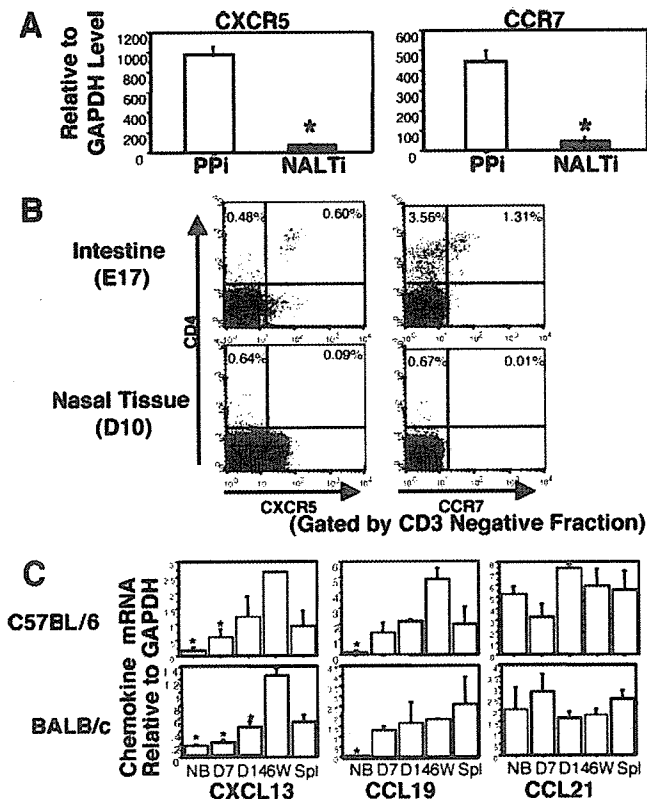 A
CXCR5
CCR7
Relative to
GAPDH Level
1200
1000
800
600
400
200
0
600
500
400
300
200
100
0
*
*
PPi
NALTi
PPi
NALTi
B
Intestine
(E17)
Nasal Tissue
(D10)
CD4
0.48%
0.60%
3.56%
1.31%
0.64%
0.09%
0.67%
0.01%
CXCR5
CCR7
(Gated by CD3 Negative Fraction)
C
C57BL/6
BALB/c
Chemokine mRNA
Relative to GAPDH
NB D7 D14 6W Spl
NB D7 D14 6W Spl
NB D7 D14 6W Spl
CXCL13
CCL19
CCL21